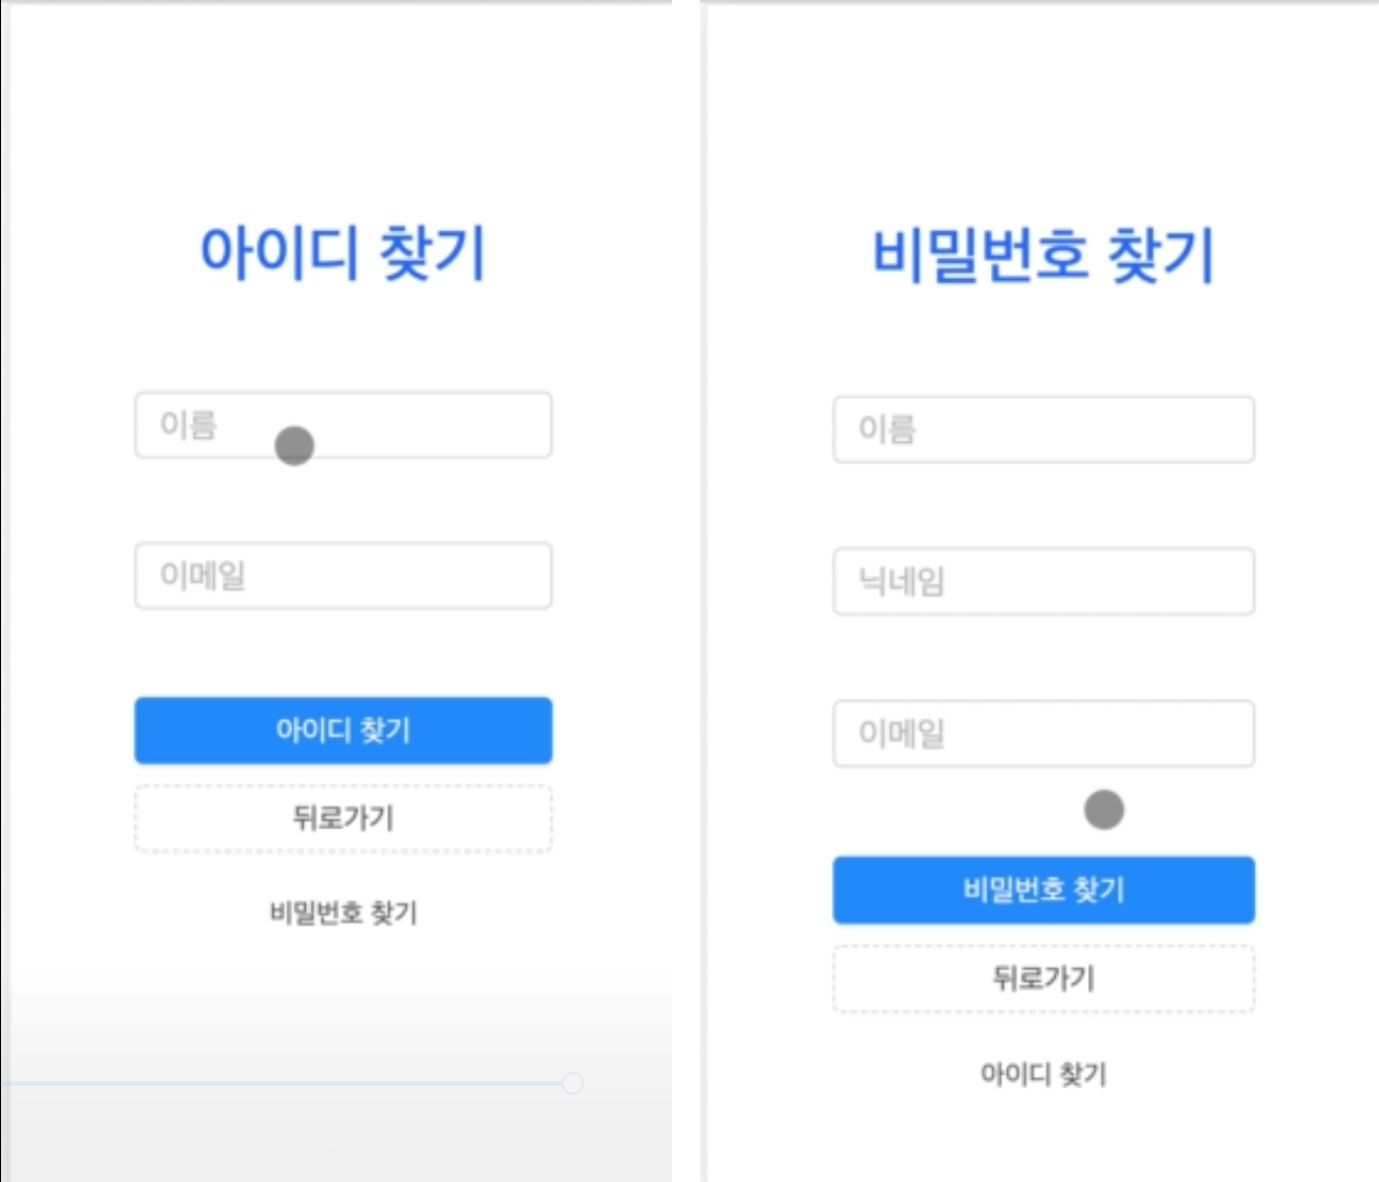 아이디 찾기
이름
이메일
아이디 찾기
뒤로가기
비밀번호 찾기
비밀번호 찾기
이름
닉네임
이메일
비밀번호 찾기
뒤로가기
아이디 찾기